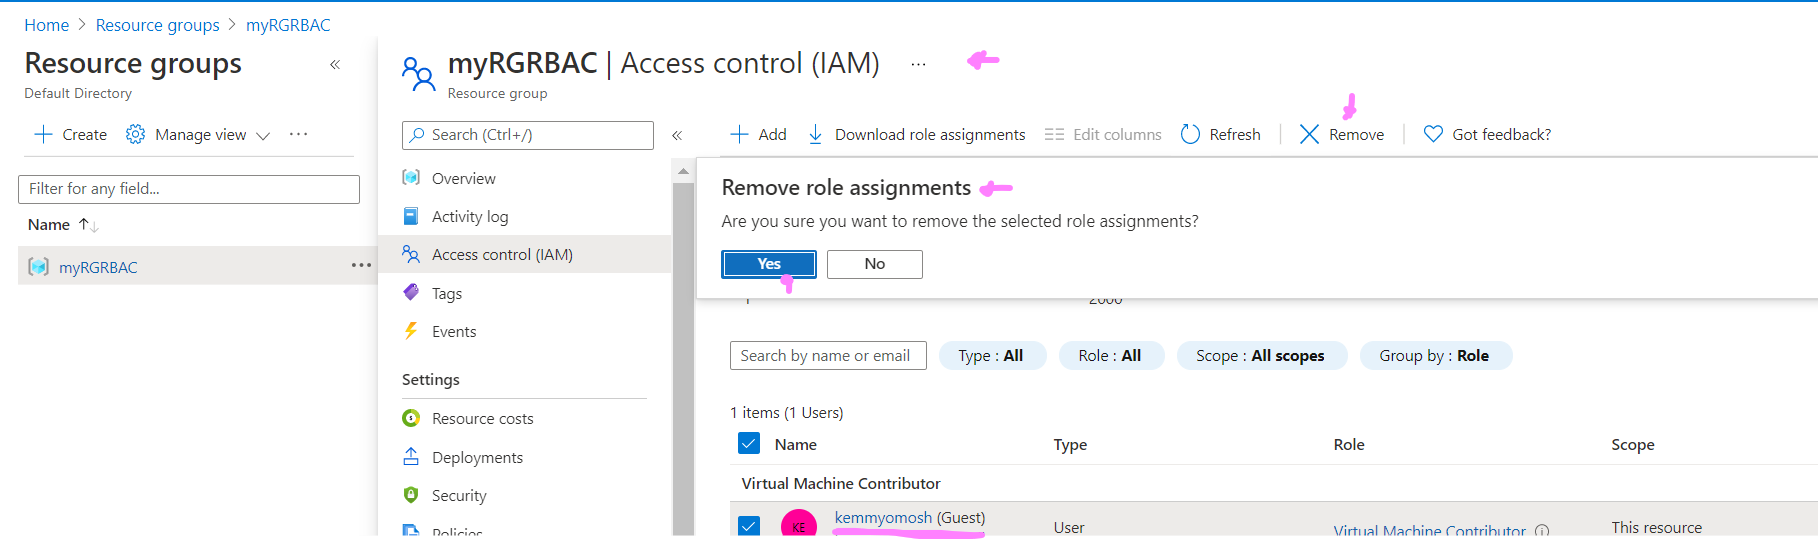 Home > Resource groups > myRGRBAC
Resource groups «
Default Directory
+ Create Manage view ···
Filter for any field...
Name ↑↓
myRGRBAC ···
myRGRBAC | Access control (IAM) ···
Resource group
Search (Ctrl+/) «
Overview
Activity log
Access control (IAM)
Tags
Events
Settings
Resource costs
Deployments
Security
Policies
+ Add Download role assignments Edit columns Refresh Remove Got feedback?
Remove role assignments
Are you sure you want to remove the selected role assignments?
Yes No
2000
Search by name or email Type : All Role : All Scope : All scopes Group by : Role
1 items (1 Users)
Name Type Role Scope
Virtual Machine Contributor
KE kemmyomosh (Guest) User Virtual Machine Contributor This resource